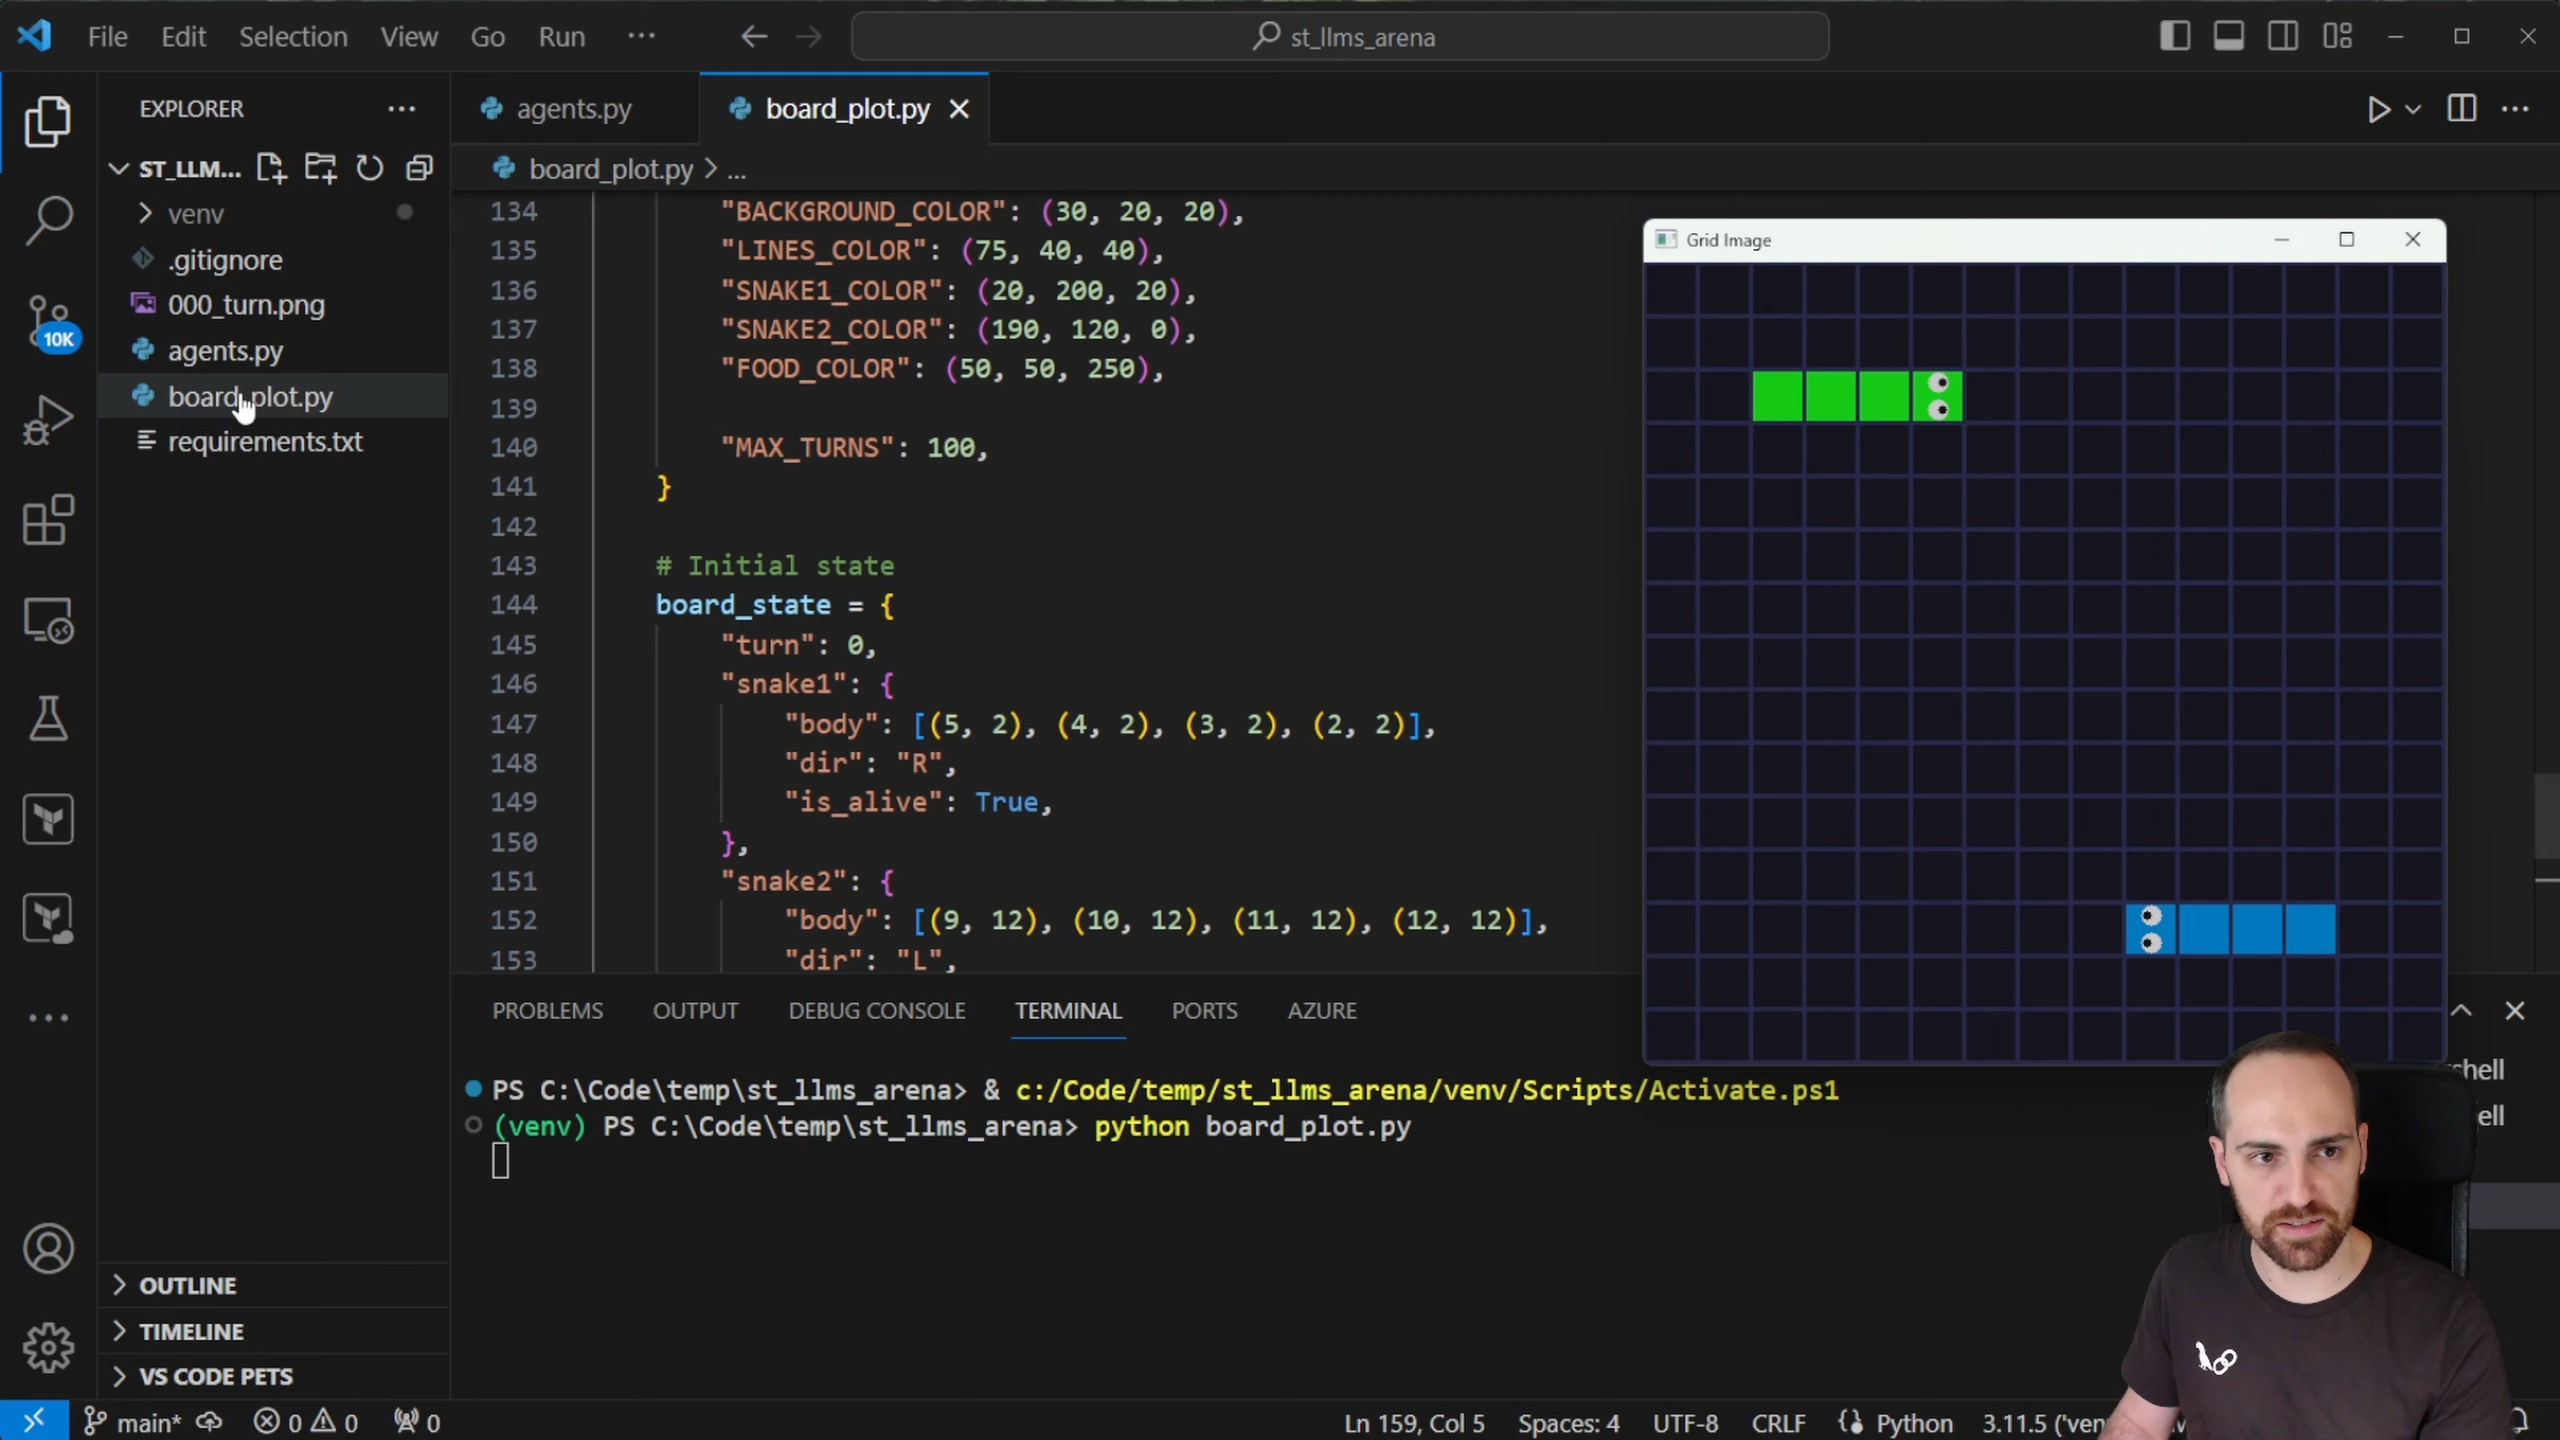 File Edit Selection View Go Run ··· st_llms_arena
EXPLORER ···
ST_LLM...
venv
.gitignore
000_turn.png
agents.py
board_plot.py
requirements.txt
10K
OUTLINE
TIMELINE
VS CODE PETS
agents.py board_plot.py
board_plot.py > ...
134 "BACKGROUND_COLOR": (30, 20, 20),
135 "LINES_COLOR": (75, 40, 40),
136 "SNAKE1_COLOR": (20, 200, 20),
137 "SNAKE2_COLOR": (190, 120, 0),
138 "FOOD_COLOR": (50, 50, 250),
139
140 "MAX_TURNS": 100,
141 }
142
143 # Initial state
144 board_state = {
145 "turn": 0,
146 "snake1": {
147 "body": [(5, 2), (4, 2), (3, 2), (2, 2)],
148 "dir": "R",
149 "is_alive": True,
150 },
151 "snake2": {
152 "body": [(9, 12), (10, 12), (11, 12), (12, 12)],
153 "dir": "L",
Grid Image
PROBLEMS OUTPUT DEBUG CONSOLE TERMINAL PORTS AZURE
PS C:\Code\temp\st_llms_arena> & c:/Code/temp/st_llms_arena/venv/Scripts/Activate.ps1
(venv) PS C:\Code\temp\st_llms_arena> python board_plot.py
main* 0 0 0 Ln 159, Col 5 Spaces: 4 UTF-8 CRLF Python 3.11.5